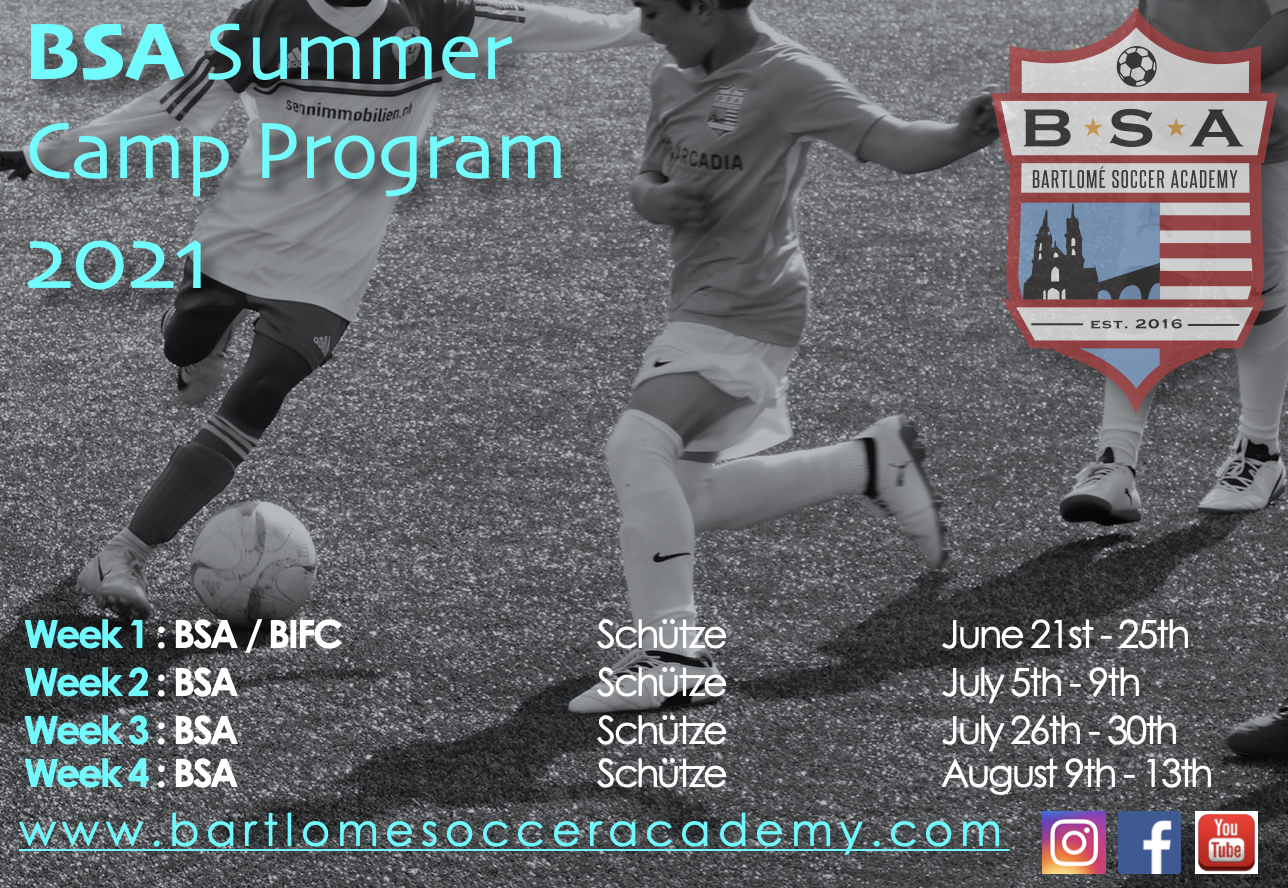 BSA Summer
Camp Program
2021
sennimmobilien.ch
ARCADIA
B S A
BARTLOMÉ SOCCER ACADEMY
EST. 2016
Week 1 : BSA / BIFC Schütze June 21st - 25th
Week 2 : BSA Schütze July 5th - 9th
Week 3 : BSA Schütze July 26th - 30th
Week 4 : BSA Schütze August 9th - 13th
www.bartlomesocceracademy.com
You
Tube